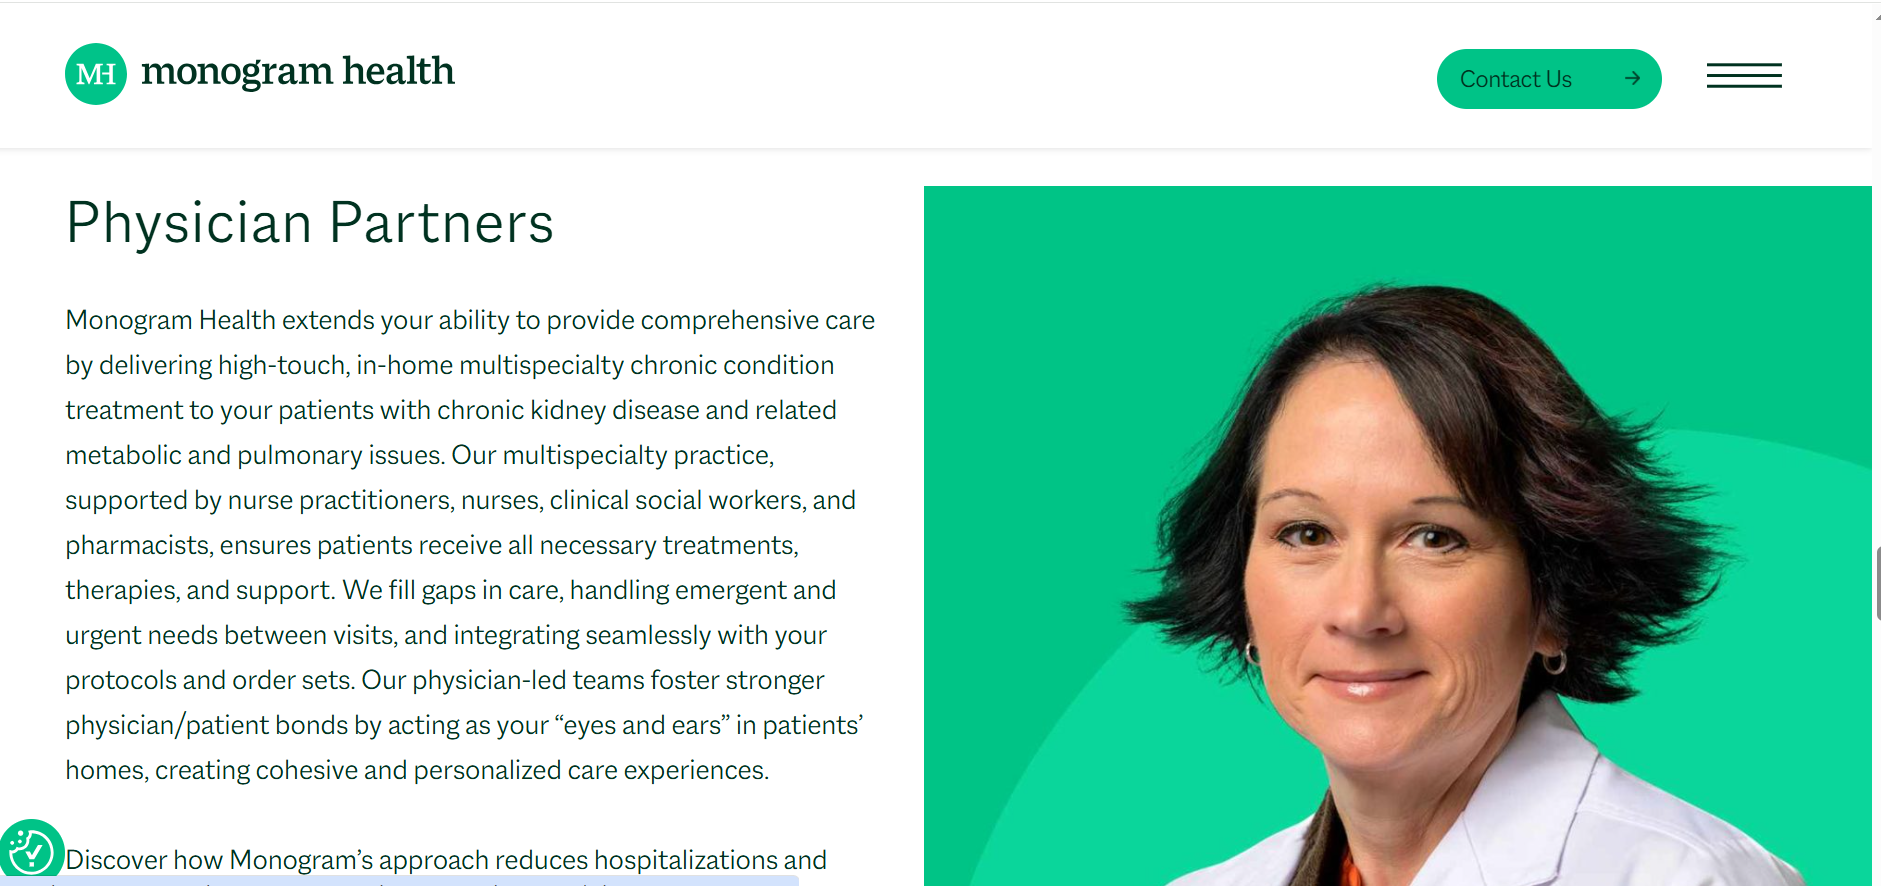 MH monogram health
Contact Us →
Physician Partners
Monogram Health extends your ability to provide comprehensive care
by delivering high-touch, in-home multispecialty chronic condition
treatment to your patients with chronic kidney disease and related
metabolic and pulmonary issues. Our multispecialty practice,
supported by nurse practitioners, nurses, clinical social workers, and
pharmacists, ensures patients receive all necessary treatments,
therapies, and support. We fill gaps in care, handling emergent and
urgent needs between visits, and integrating seamlessly with your
protocols and order sets. Our physician-led teams foster stronger
physician/patient bonds by acting as your “eyes and ears” in patients’
homes, creating cohesive and personalized care experiences.
Discover how Monogram’s approach reduces hospitalizations and